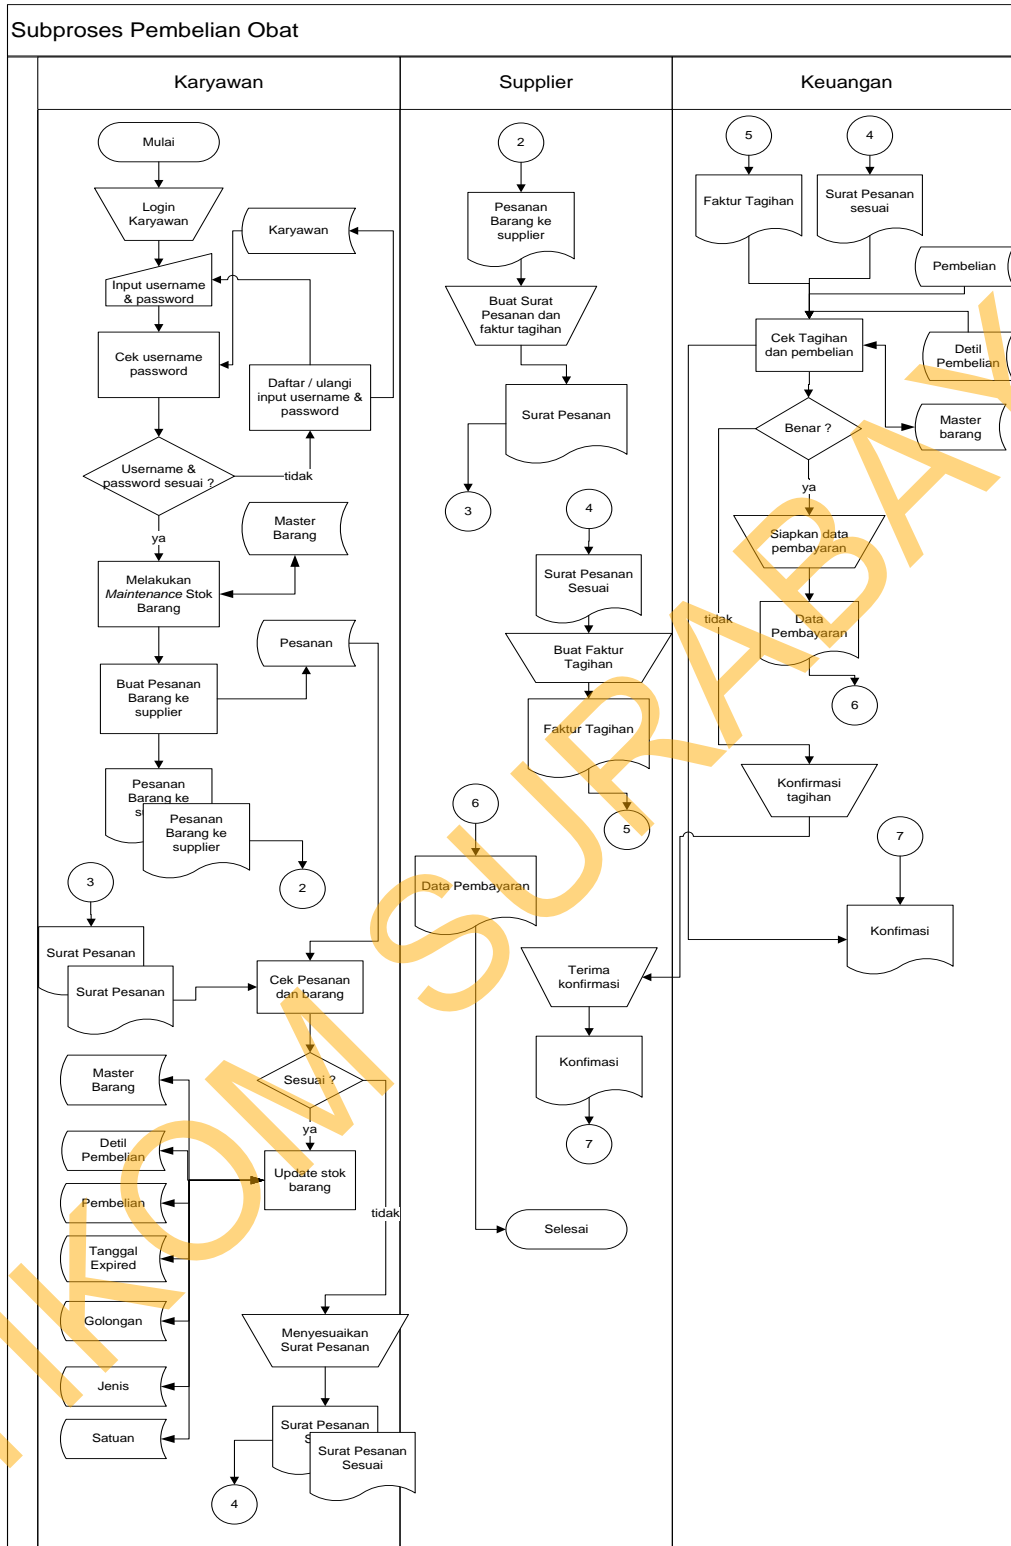 Subproses Pembelian Obat
Karyawan
Supplier
Keuangan
Mulai
Login
Karyawan
Karyawan
Input username
& password
Cek username
password
Daftar / ulangi
input username &
password
Username &
password sesuai ?
tidak
ya
Master
Barang
Melakukan
Maintenance Stok
Barang
Pesanan
Buat Pesanan
Barang ke
supplier
Pesanan
Barang ke
su
Pesanan
Barang ke
supplier
2
3
Surat Pesanan
Surat Pesanan
Cek Pesanan
dan barang
Sesuai ?
ya
tidak
Master
Barang
Detil
Pembelian
Pembelian
Tanggal
Expired
Golongan
Jenis
Satuan
Update stok
barang
Menyesuaikan
Surat Pesanan
Surat Pesanan
S
Surat Pesanan
Sesuai
4
2
Pesanan
Barang ke
supplier
Buat Surat
Pesanan dan
faktur tagihan
Surat Pesanan
3
4
Surat Pesanan
Sesuai
Buat Faktur
Tagihan
Faktur Tagihan
5
6
Data Pembayaran
Terima
konfirmasi
Konfimasi
7
Selesai
5
4
Faktur Tagihan
Surat Pesanan
sesuai
Pembelian
Cek Tagihan
dan pembelian
Detil
Pembelian
Master
barang
Benar ?
ya
tidak
Siapkan data
pembayaran
Data
Pembayaran
6
Konfirmasi
tagihan
7
Konfimasi
IKOM SURABAY